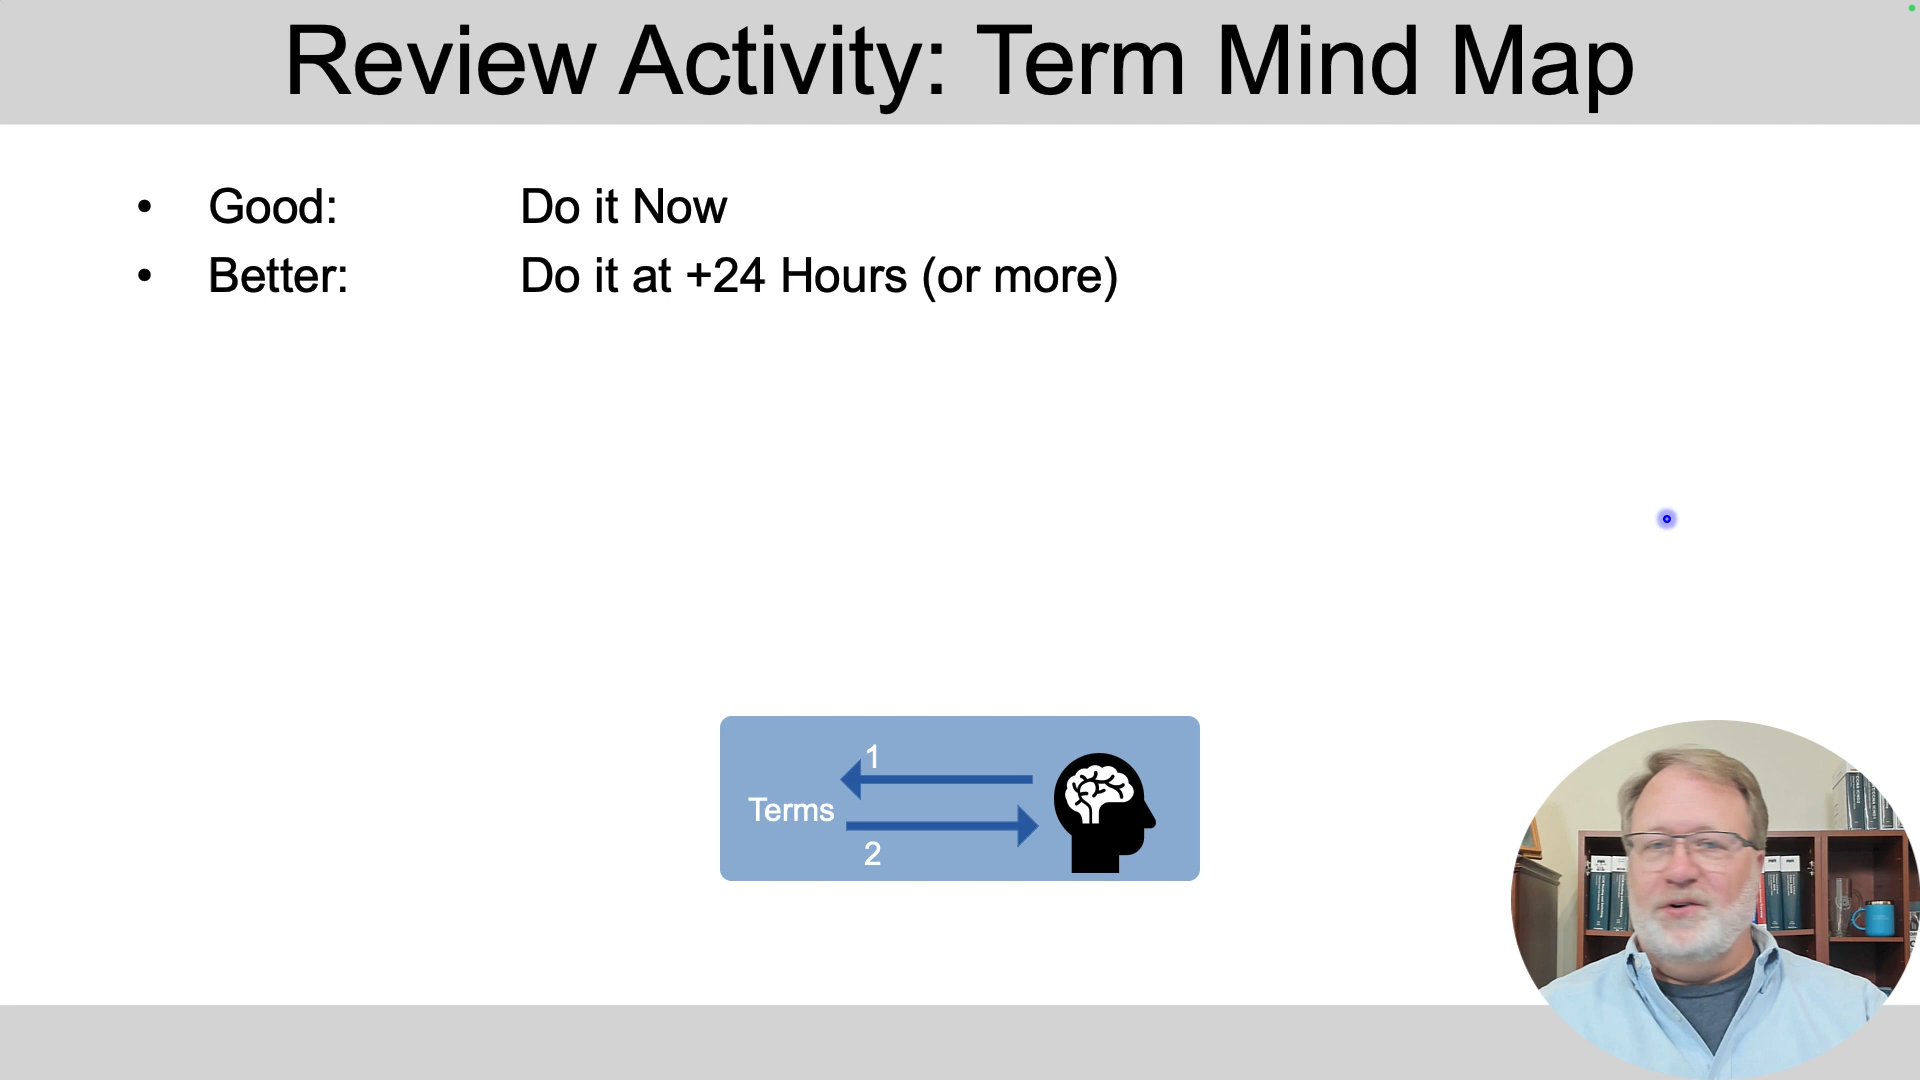 Review Activity: Term Mind Map
• Good: Do it Now
• Better: Do it at +24 Hours (or more)
1
Terms
2